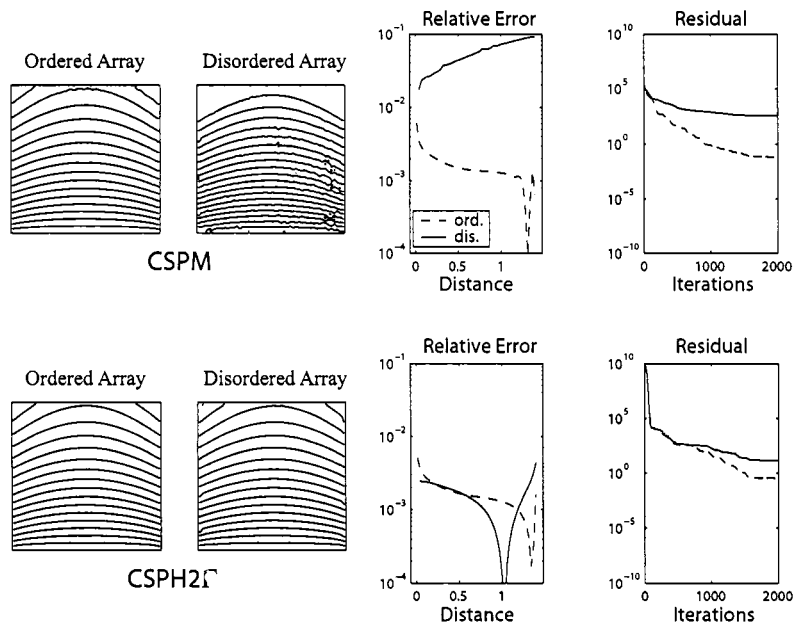 Ordered Array
Disordered Array
Relative Error
Residual
10^-1
10^-2
10^-3
10^-4
0.5
1
Distance
ord.
dis.
10^10
10^5
10^0
10^-5
10^-10
0
1000
2000
Iterations
CSPM
Ordered Array
Disordered Array
Relative Error
Residual
10^-1
10^-2
10^-3
10^-4
0
0.5
1
Distance
10^10
10^5
10^0
10^-5
10^-10
0
1000
2000
Iterations
CSPH2Γ